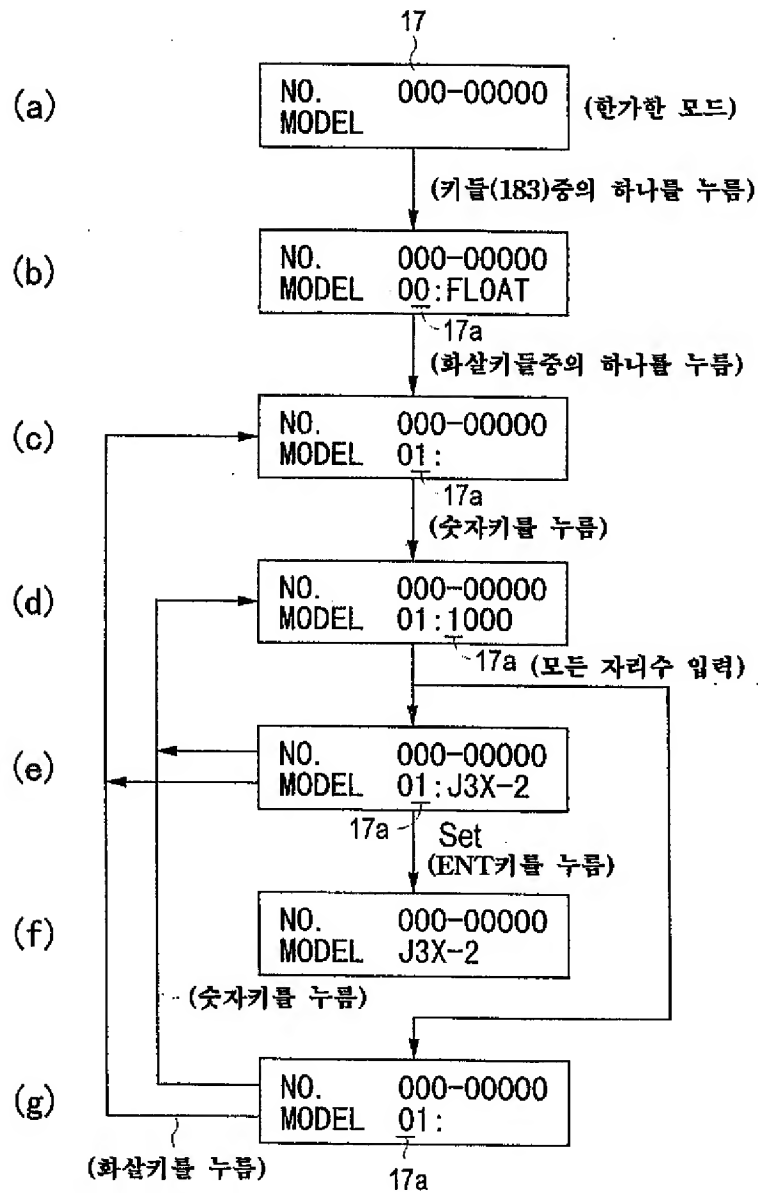 17
(a)
NO. 000-00000
MODEL
(한가한 모드)
(키들(183)중의 하나를 누름)
(b)
NO. 000-00000
MODEL 00:FLOAT
17a
(화살키들중의 하나를 누름)
(c)
NO. 000-00000
MODEL 01:
17a
(숫자키를 누름)
(d)
NO. 000-00000
MODEL 01:1000
17a (모든 자리수 입력)
(e)
NO. 000-00000
MODEL 01:J3X-2
17a
Set
(ENT키를 누름)
(f)
NO. 000-00000
MODEL J3X-2
(숫자키를 누름)
(g)
NO. 000-00000
MODEL 01:
(화살키를 누름)
17a